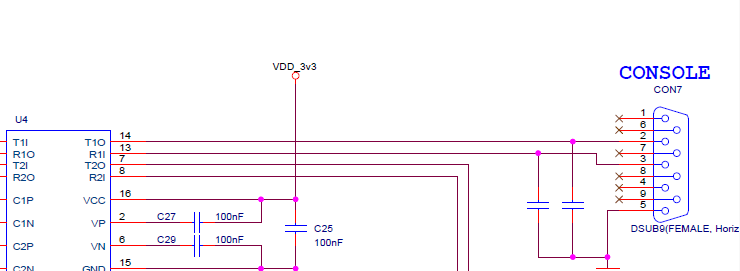 VDD_3v3
CONSOLE
CON7
U4
T1I T1O 14
R1O R1I 13
T2I T2O 7
R2O R2I 8
C1P VCC 16
C1N VP 2 C27 100nF
C2P VN 6 C29 100nF
C2N GND 15
C25
100nF
1
6
2
7
3
8
4
9
5
DSUB9(FEMALE, Horiz